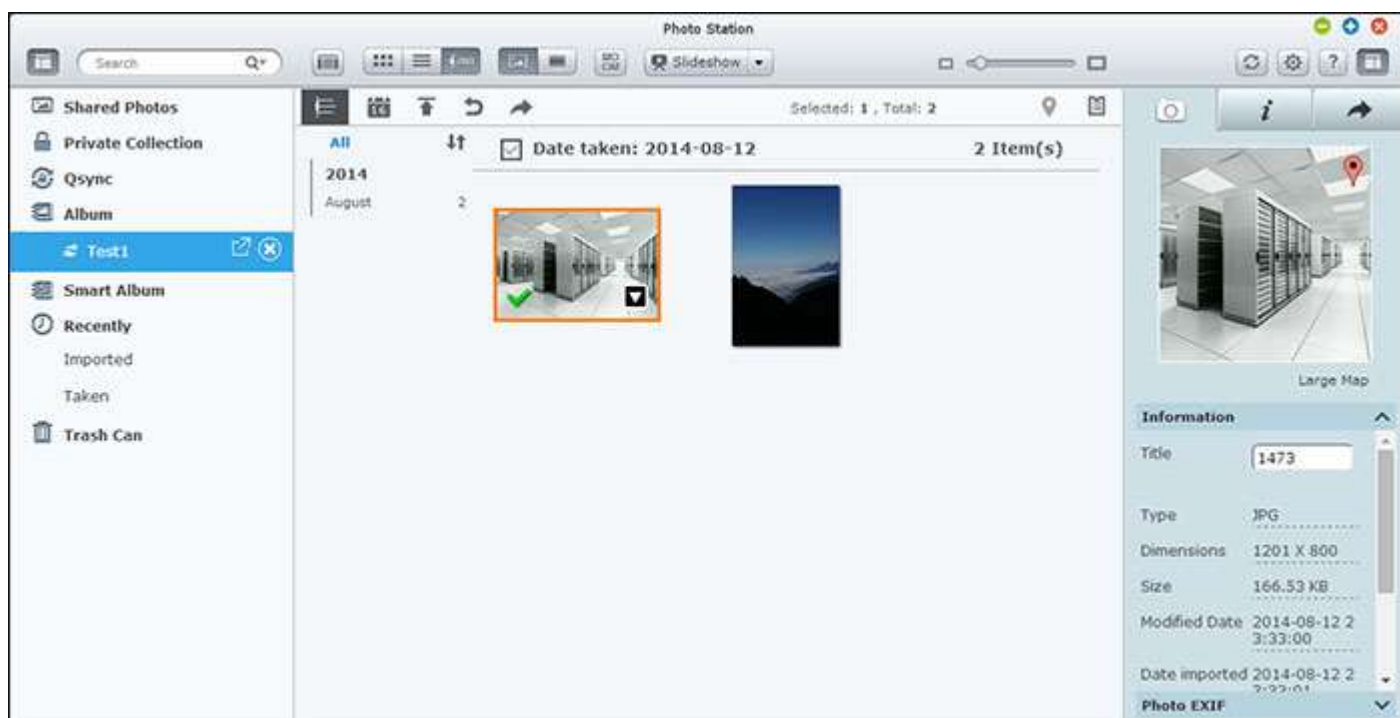 Photo Station
Search
Slideshow
Shared Photos
Private Collection
Qsync
Album
Test1
Smart Album
Recently
Imported
Taken
Trash Can
Selected: 1 , Total: 2
All
2014
August 2
Date taken: 2014-08-12 2 Item(s)
Large Map
Information
Title 1473
Type JPG
Dimensions 1201 X 800
Size 166.53 KB
Modified Date 2014-08-12 2
3:33:00
Date imported 2014-08-12 2
Photo EXIF